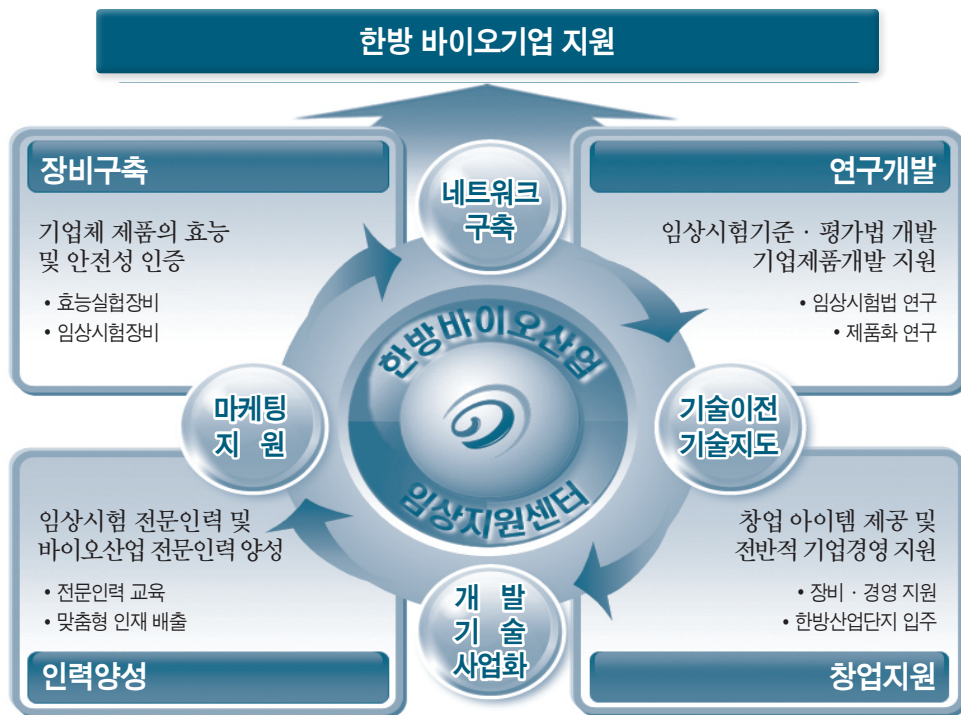 한방 바이오기업 지원
장비구축
기업체 제품의 효능
및 안전성 인증
• 효능실험장비
• 임상시험장비
네트워크
구축
연구개발
임상시험기준 · 평가법 개발
기업제품개발 지원
• 임상시험법 연구
• 제품화 연구
한방바이오산업
임상지원센터
마케팅
지 원
기술이전
기술지도
임상시험 전문인력 및
바이오산업 전문인력 양성
• 전문인력 교육
• 맞춤형 인재 배출
인력양성
개 발
기 술
사업화
창업 아이템 제공 및
전반적 기업경영 지원
• 장비 · 경영 지원
• 한방산업단지 입주
창업지원